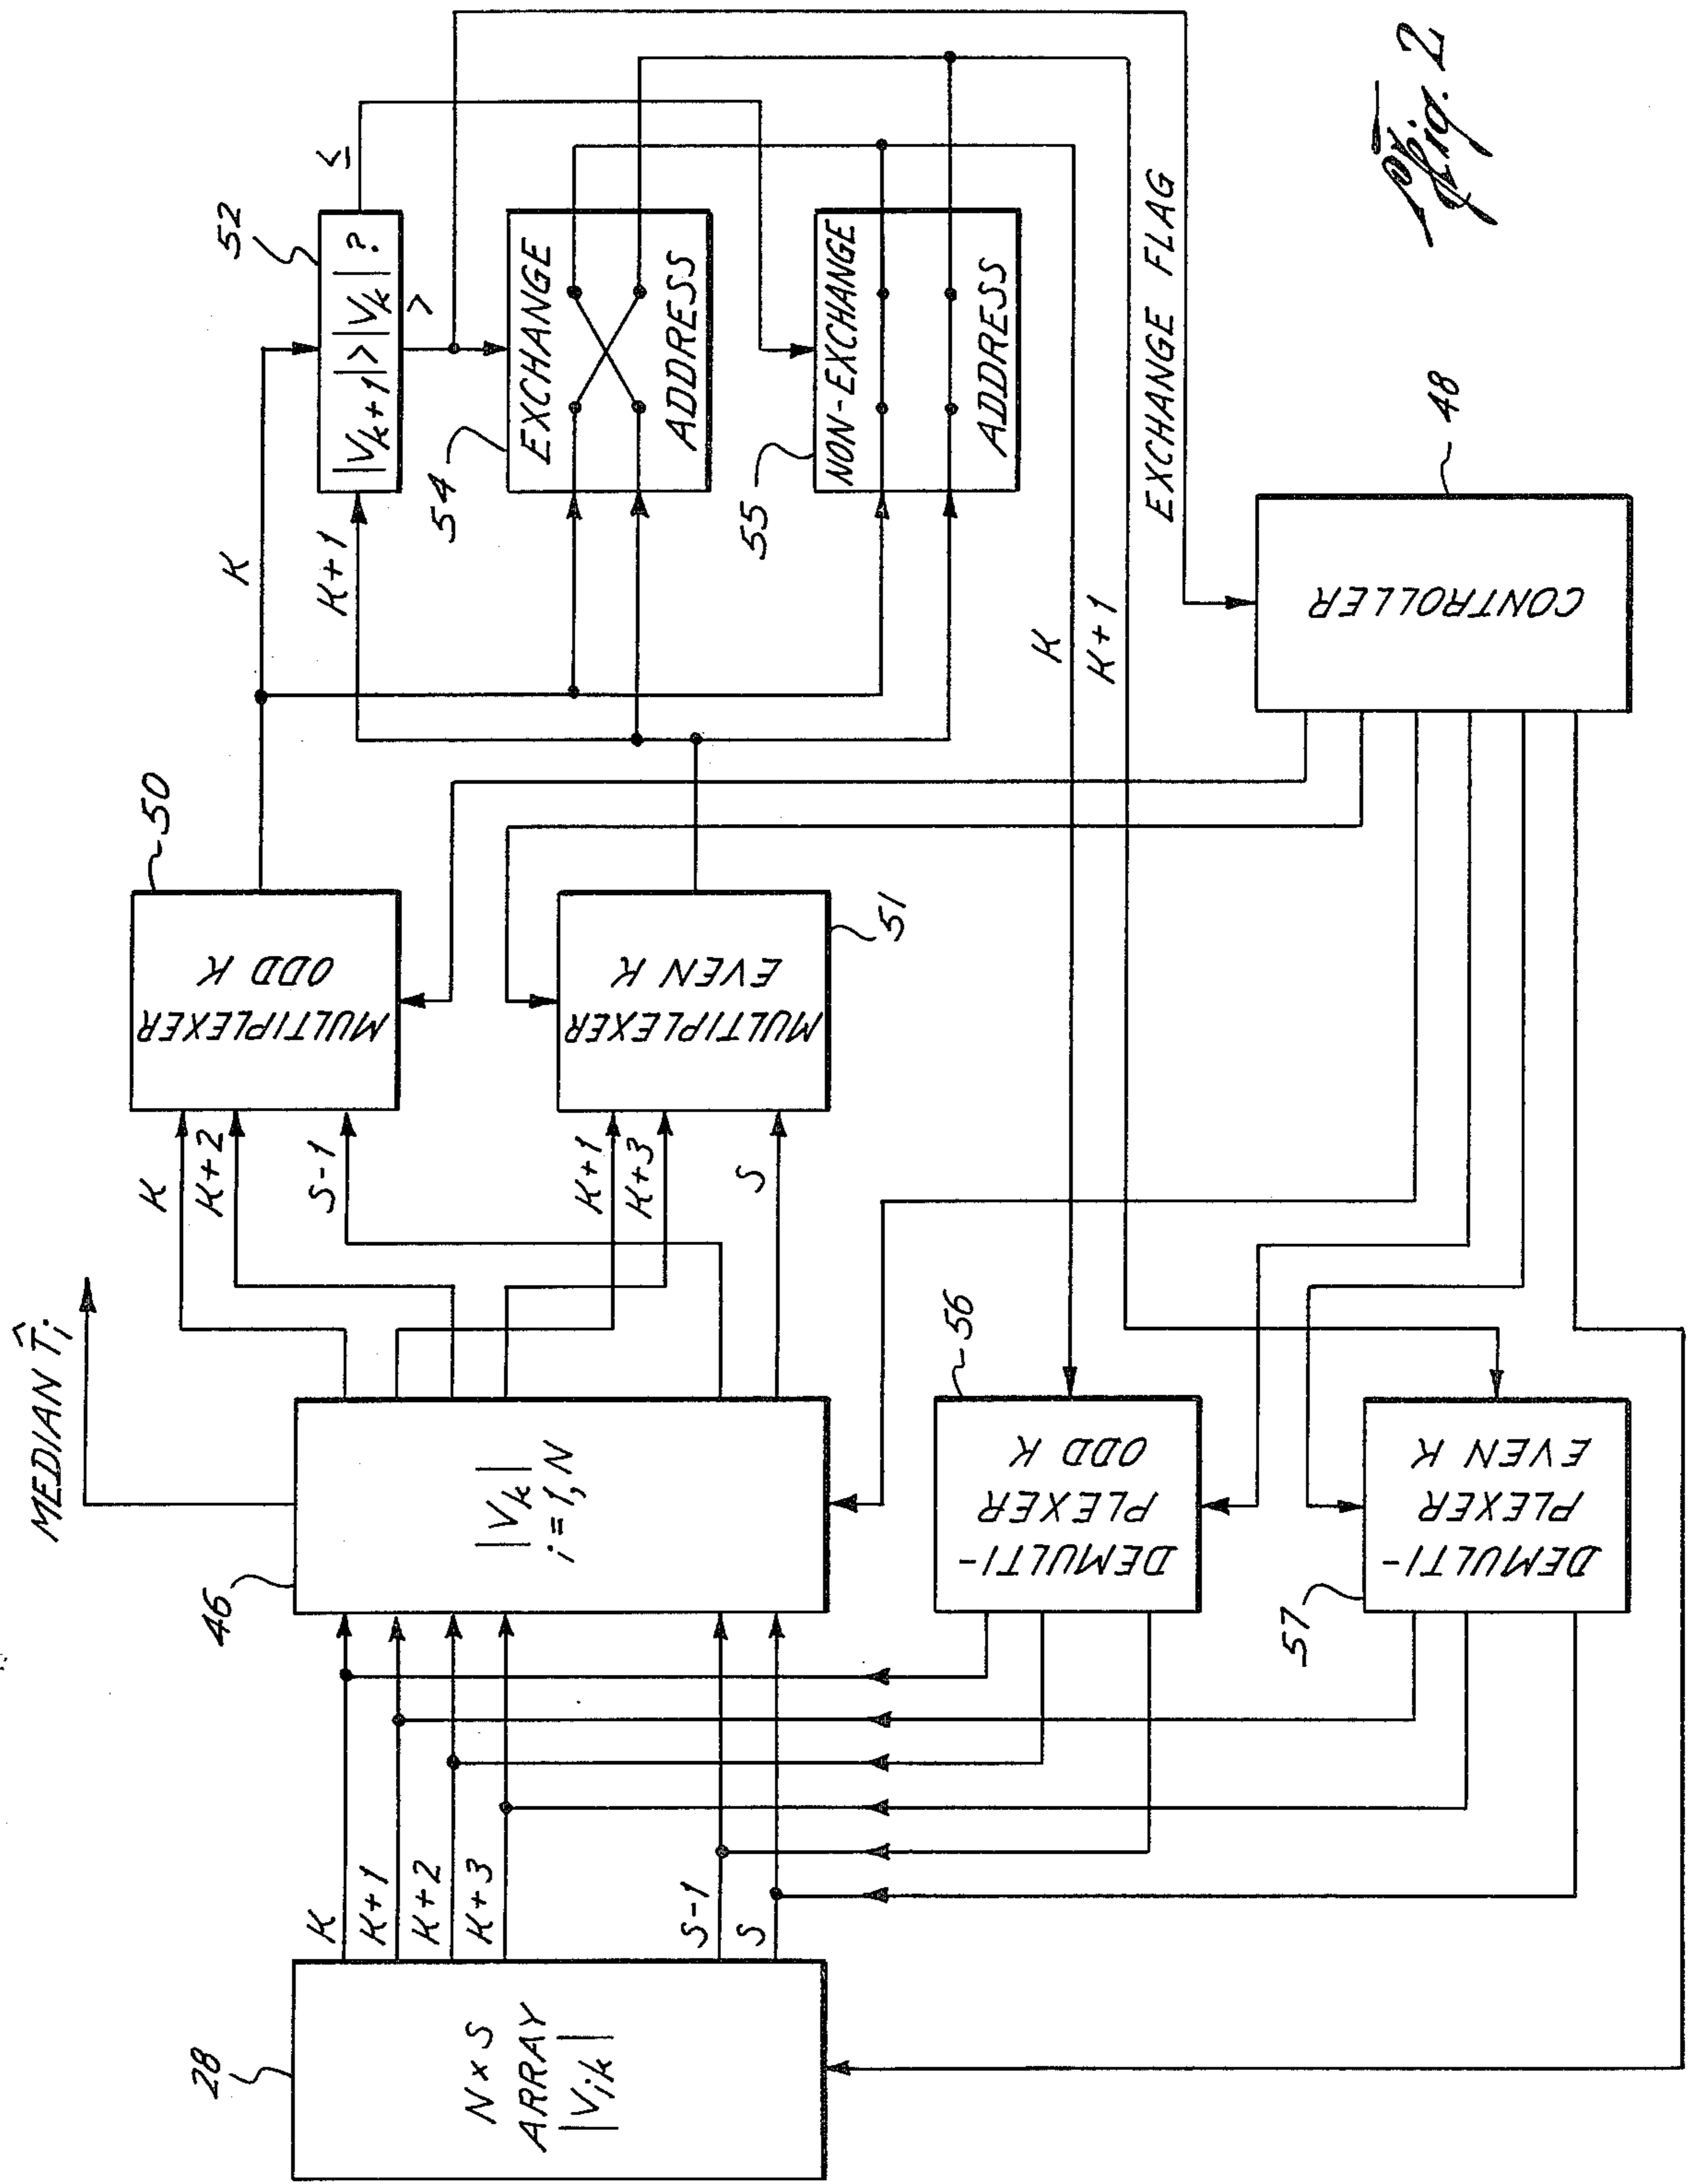 MEDIAN T̂i
28
N×S
ARRAY
|Vik|
K
K+1
K+2
K+3
S-1
S
46
|Vk|
i=1, N
K
K+2
S-1
K+1
K+3
S
50
MULTIPLEXER
ODD K
51
MULTIPLEXER
EVEN K
K
K+1
52
|Vk+1|>|Vk| ?
≤
>
54
EXCHANGE
ADDRESS
55
NON-EXCHANGE
ADDRESS
K
K+1
EXCHANGE FLAG
48
CONTROLLER
56
DEMULTI-
PLEXER
ODD K
57
DEMULTI-
PLEXER
EVEN K
Fig. 2